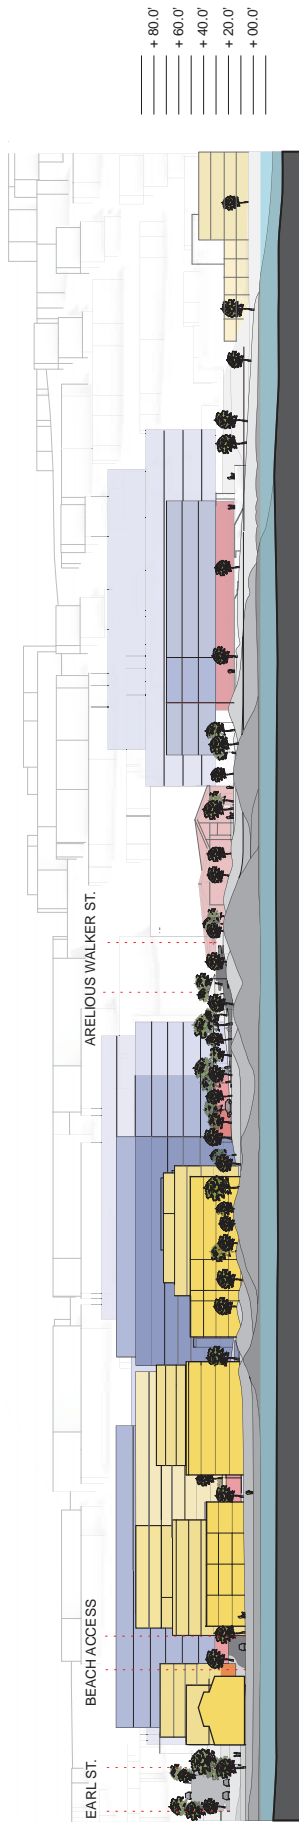 EARL ST.
BEACH ACCESS
ARELIOUS WALKER ST.
+ 80.0'
+ 60.0'
+ 40.0'
+ 20.0'
+ 00.0'